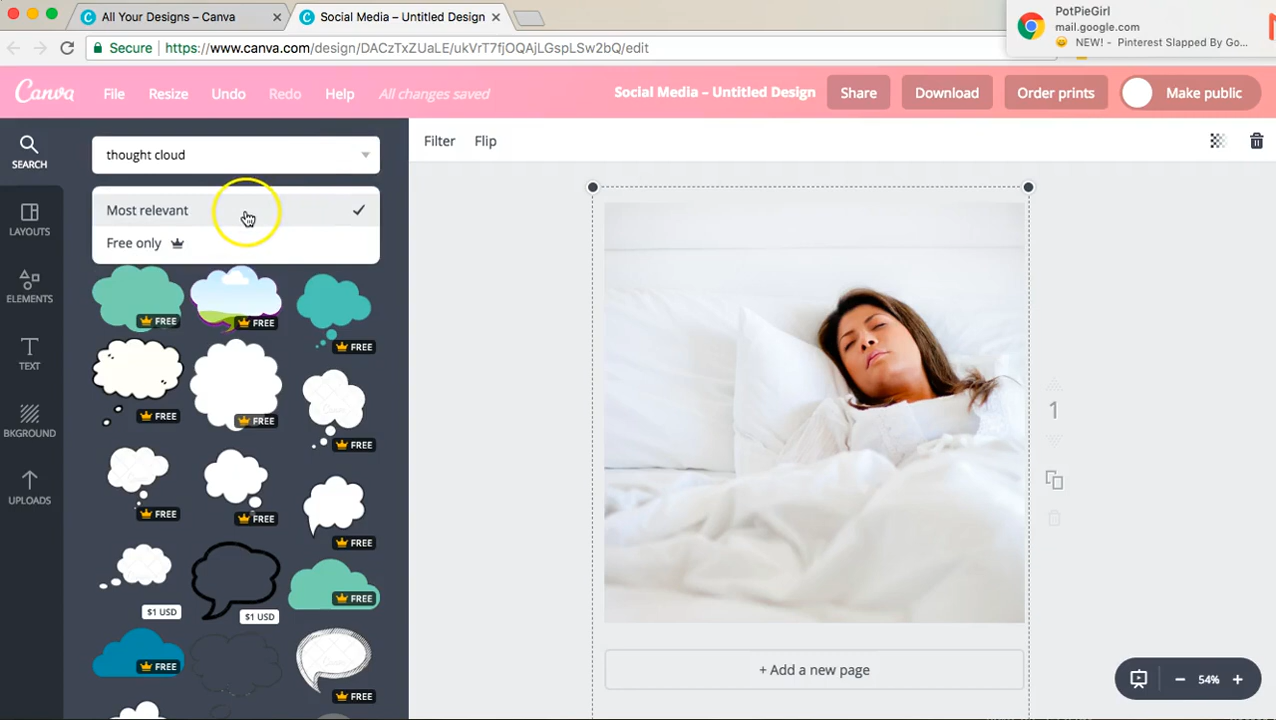 All Your Designs – Canva
Social Media – Untitled Design
PotPieGirl
mail.google.com
NEW! - Pinterest Slapped By Go...
Secure
https://www.canva.com/design/DACzTxZUaLE/ukVrT7fjOQAjLGspLSw2bQ/edit
Canva
File
Resize
Undo
Redo
Help
All changes saved
Social Media – Untitled Design
Share
Download
Order prints
Make public
SEARCH
LAYOUTS
ELEMENTS
TEXT
BKGROUND
UPLOADS
thought cloud
Most relevant
Free only
FREE
FREE
FREE
FREE
FREE
FREE
FREE
FREE
FREE
$1 USD
$1 USD
FREE
FREE
FREE
Filter
Flip
1
+ Add a new page
54%